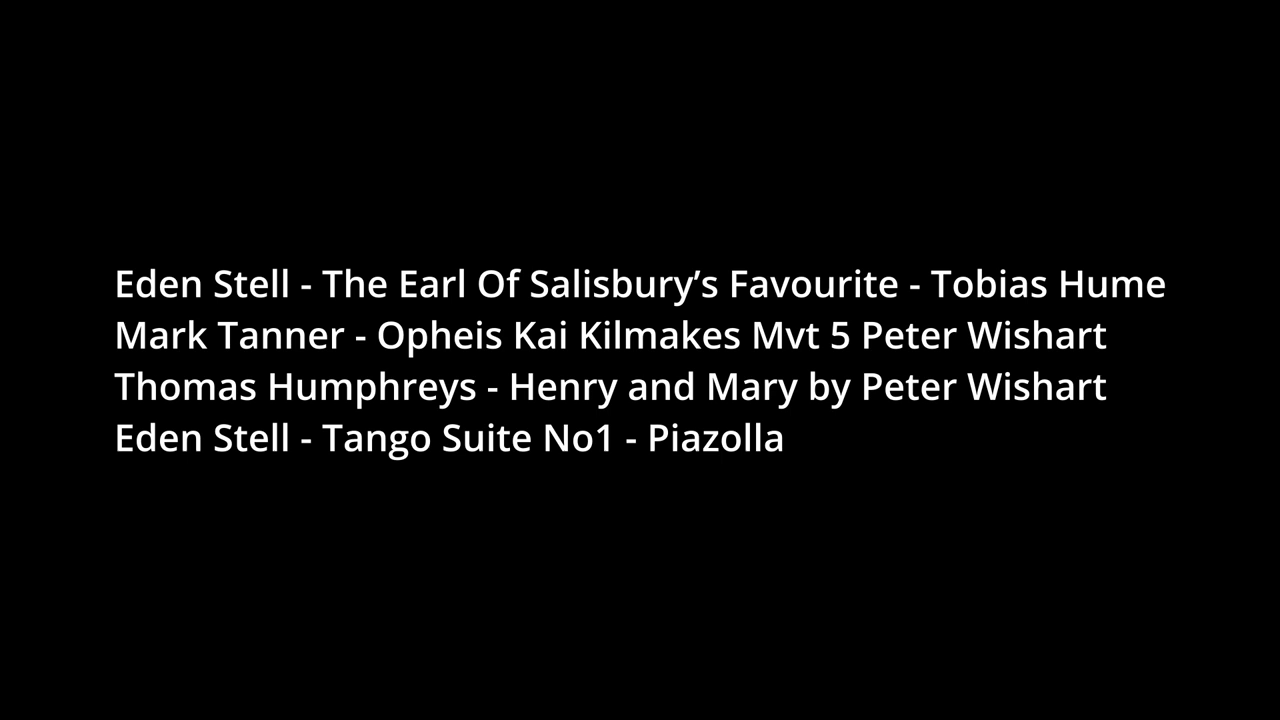 Eden Stell - The Earl Of Salisbury’s Favourite - Tobias Hume
Mark Tanner - Opheis Kai Kilmakes Mvt 5 Peter Wishart
Thomas Humphreys - Henry and Mary by Peter Wishart
Eden Stell - Tango Suite No1 - Piazolla